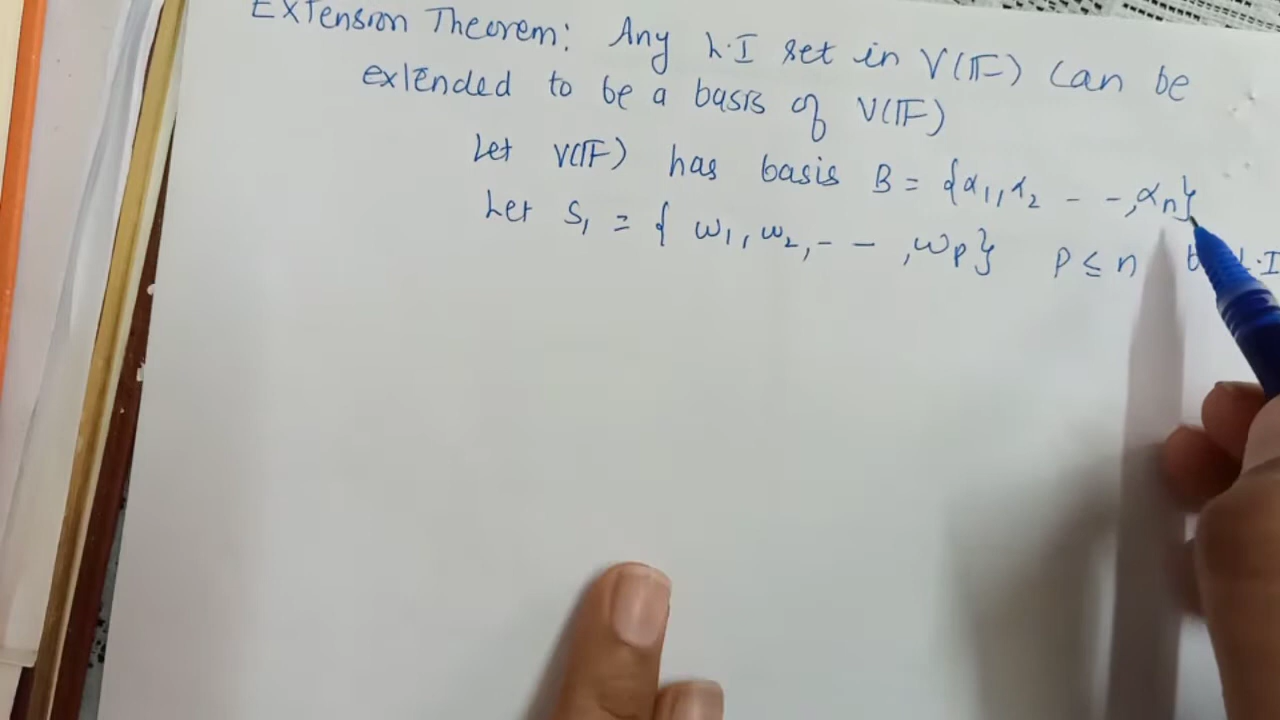 Extension Theorem: Any L.I set in V(𝔽) can be
extended to be a basis of V(𝔽)
Let V(𝔽) has basis B = {α₁, α₂ - - , αₙ}
Let S₁ = { ω₁, ω₂, - - , ωₚ} P ≤ n L.I